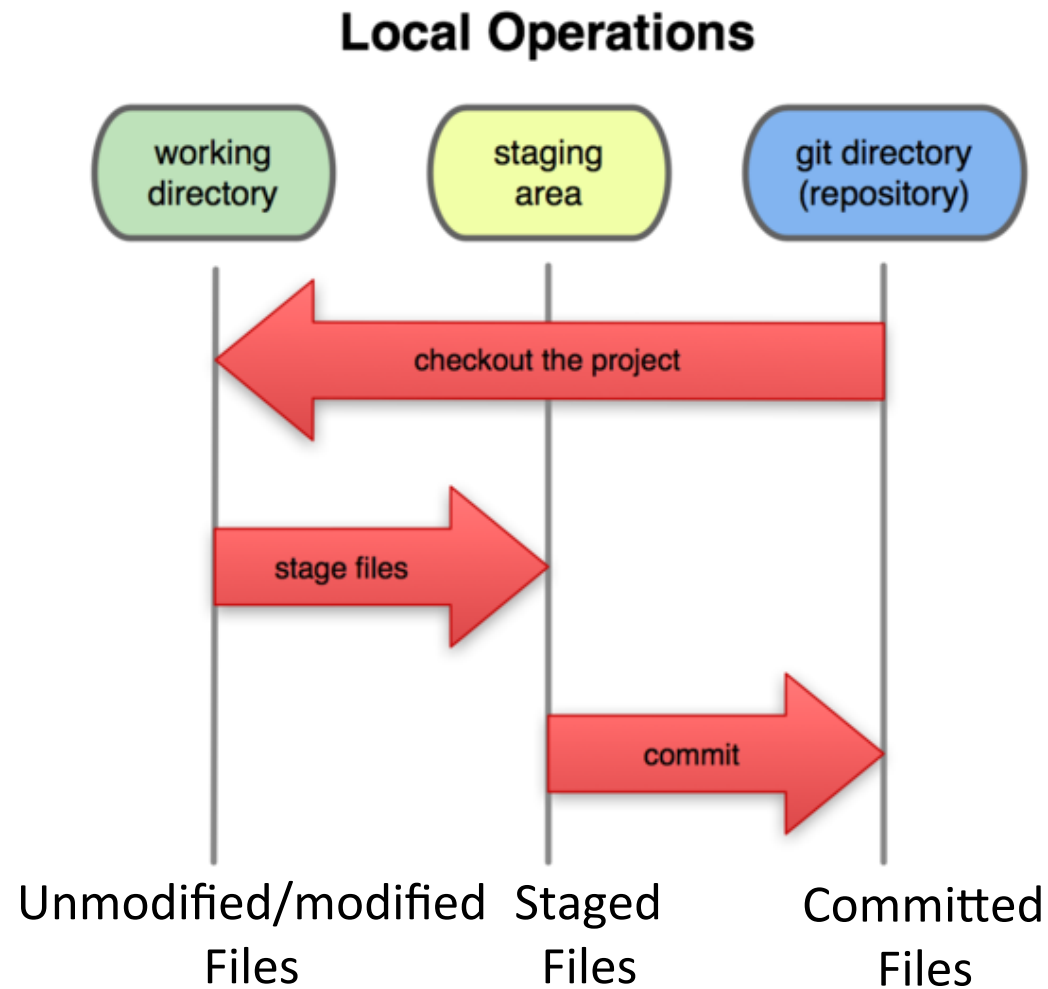 Local Operations
working
directory
staging
area
git directory
(repository)
checkout the project
stage files
commit
Unmodified/modified
Files
Staged
Files
Committed
Files